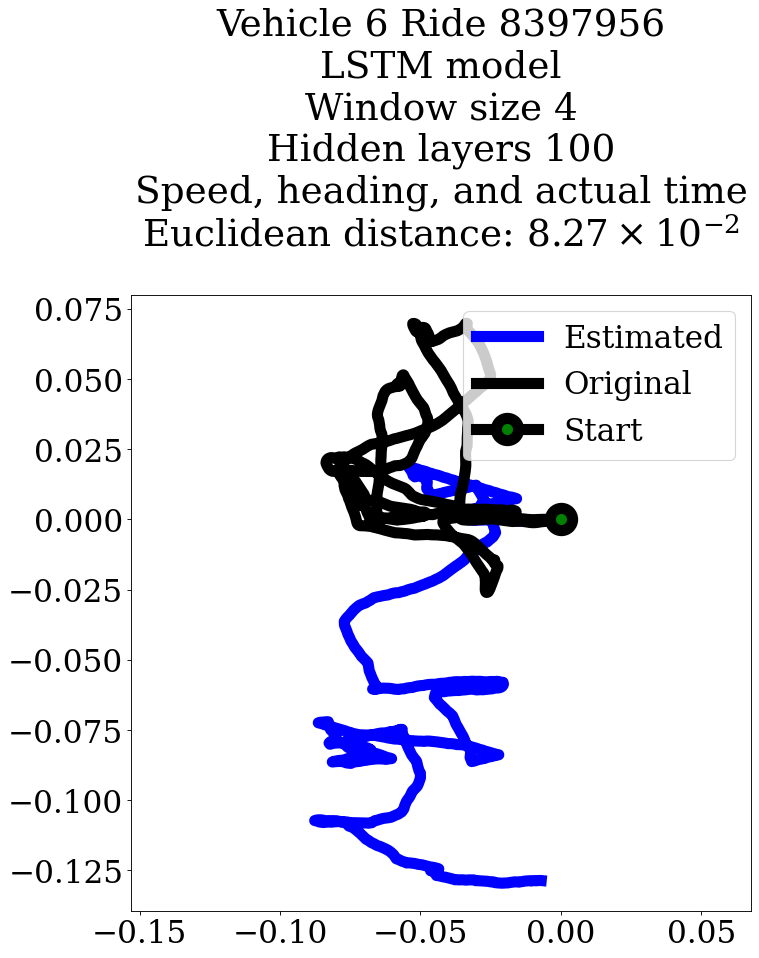 Vehicle 6 Ride 8397956
LSTM model
Window size 4
Hidden layers 100
Speed, heading, and actual time
Euclidean distance: 8.27 × 10⁻²
Estimated
Original
Start
0.075
0.050
0.025
0.000
−0.025
−0.050
−0.075
−0.100
−0.125
−0.15 −0.10 −0.05 0.00 0.05